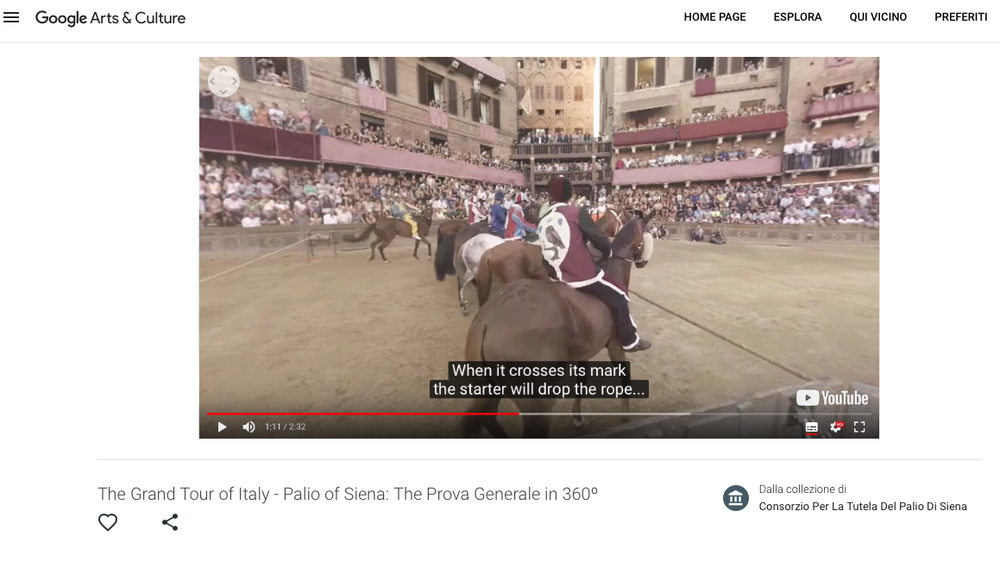 Google Arts & Culture
HOME PAGE
ESPLORA
QUI VICINO
PREFERITI
When it crosses its mark
the starter will drop the rope...
YouTube
1:11 / 2:32
HD
The Grand Tour of Italy - Palio of Siena: The Prova Generale in 360º
Dalla collezione di
Consorzio Per La Tutela Del Palio Di Siena